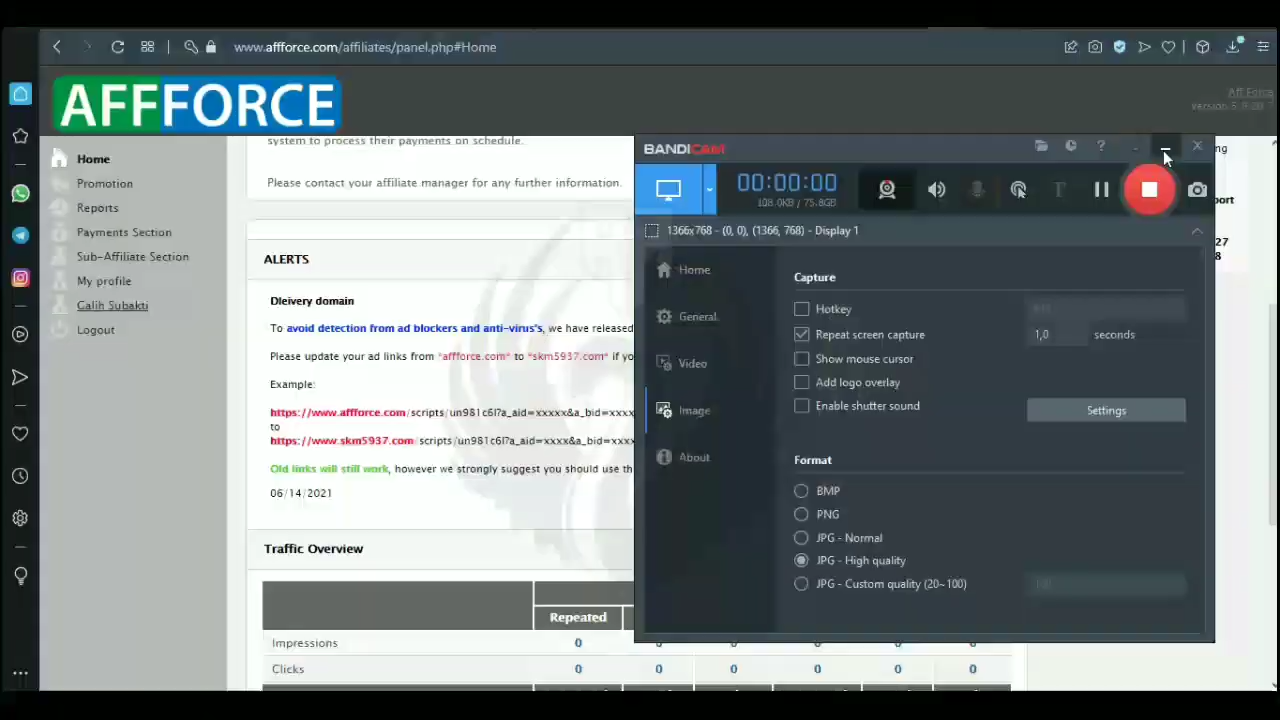 www.affforce.com/affiliates/panel.php#Home
AFFFORCE
Aff Force
Home
Promotion
Reports
Payments Section
Sub-Affiliate Section
My profile
Galih Subakti
Logout
system to process their payments on schedule.
Please contact your affiliate manager for any further information.
ALERTS
Dleivery domain
To avoid detection from ad blockers and anti-virus's, we have released
Please update your ad links from "affforce.com" to "skm5937.com" if yo
Example:
https://www.affforce.com/scripts/un981c6l?a_aid=xxxxx&a_bid=xxxx
to
https://www.skm5937.com/scripts/un981c6l?a_aid=xxxxx&a_bid=xxxx
Old links will still work, however we strongly suggest you should use th
06/14/2021
Traffic Overview
Repeated
Impressions 0 0 0 0 0
Clicks 0 0 0 0 0
BANDICAM
00:00:00
108.0KB / 75.8GB
1366x768 - (0, 0), (1366, 768) - Display 1
Home
General
Video
Image
About
Capture
Hotkey
Repeat screen capture 1,0 seconds
Show mouse cursor
Add logo overlay
Enable shutter sound
Settings
Format
BMP
PNG
JPG - Normal
JPG - High quality
JPG - Custom quality (20~100)
ng
port
27
8